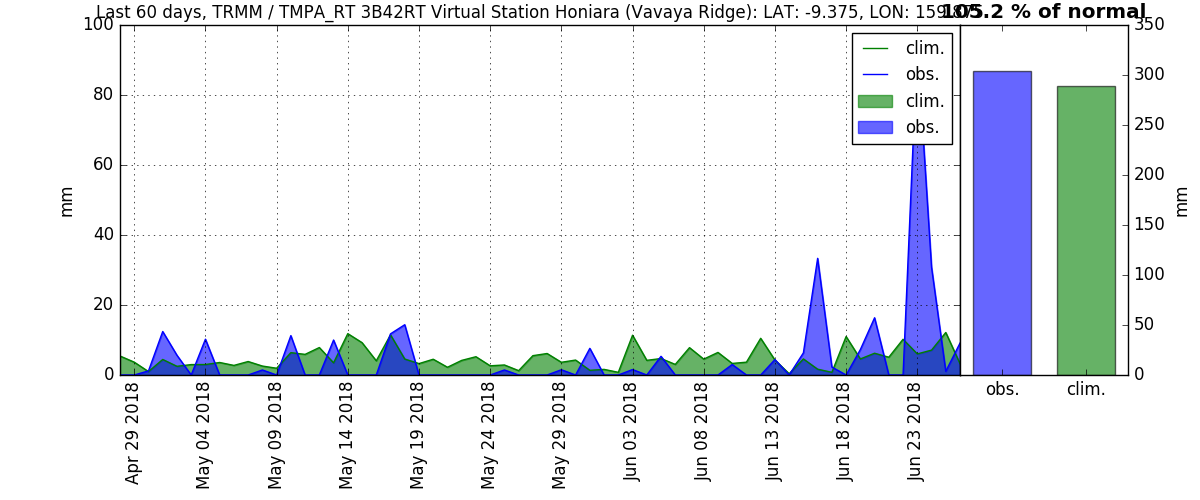 Last 60 days, TRMM / TMPA_RT 3B42RT Virtual Station Honiara (Vavaya Ridge): LAT: -9.375, LON:
105.2 % of normal
100
80
60
40
20
0
mm
clim.
obs.
clim.
obs.
Apr 29 2018
May 04 2018
May 09 2018
May 14 2018
May 19 2018
May 24 2018
May 29 2018
Jun 03 2018
Jun 08 2018
Jun 13 2018
Jun 18 2018
Jun 23 2018
350
300
250
200
150
100
50
0
mm
obs.
clim.